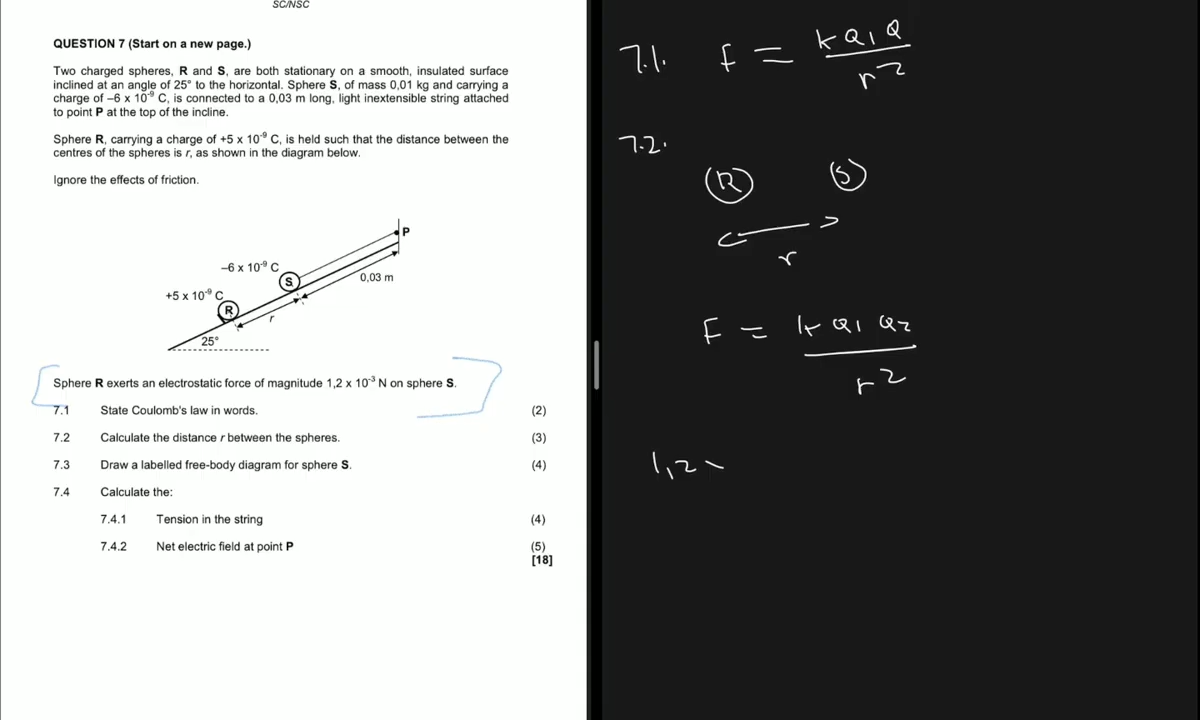 SC/NSC
QUESTION 7 (Start on a new page.)
Two charged spheres, R and S, are both stationary on a smooth, insulated surface
inclined at an angle of 25° to the horizontal. Sphere S, of mass 0,01 kg and carrying a
charge of –6 x 10⁻⁹ C, is connected to a 0,03 m long, light inextensible string attached
to point P at the top of the incline.
Sphere R, carrying a charge of +5 x 10⁻⁹ C, is held such that the distance between the
centres of the spheres is r, as shown in the diagram below.
Ignore the effects of friction.
P
–6 x 10⁻⁹ C
S
0,03 m
+5 x 10⁻⁹ C
R
r
25°
Sphere R exerts an electrostatic force of magnitude 1,2 x 10⁻³ N on sphere S.
7.1 State Coulomb's law in words. (2)
7.2 Calculate the distance r between the spheres. (3)
7.3 Draw a labelled free-body diagram for sphere S. (4)
7.4 Calculate the:
7.4.1 Tension in the string (4)
7.4.2 Net electric field at point P (5)
[18]
7.1. F = kQ₁Q / r²
7.2.
R S
r
F = kQ₁Q₂ / r²
1,2